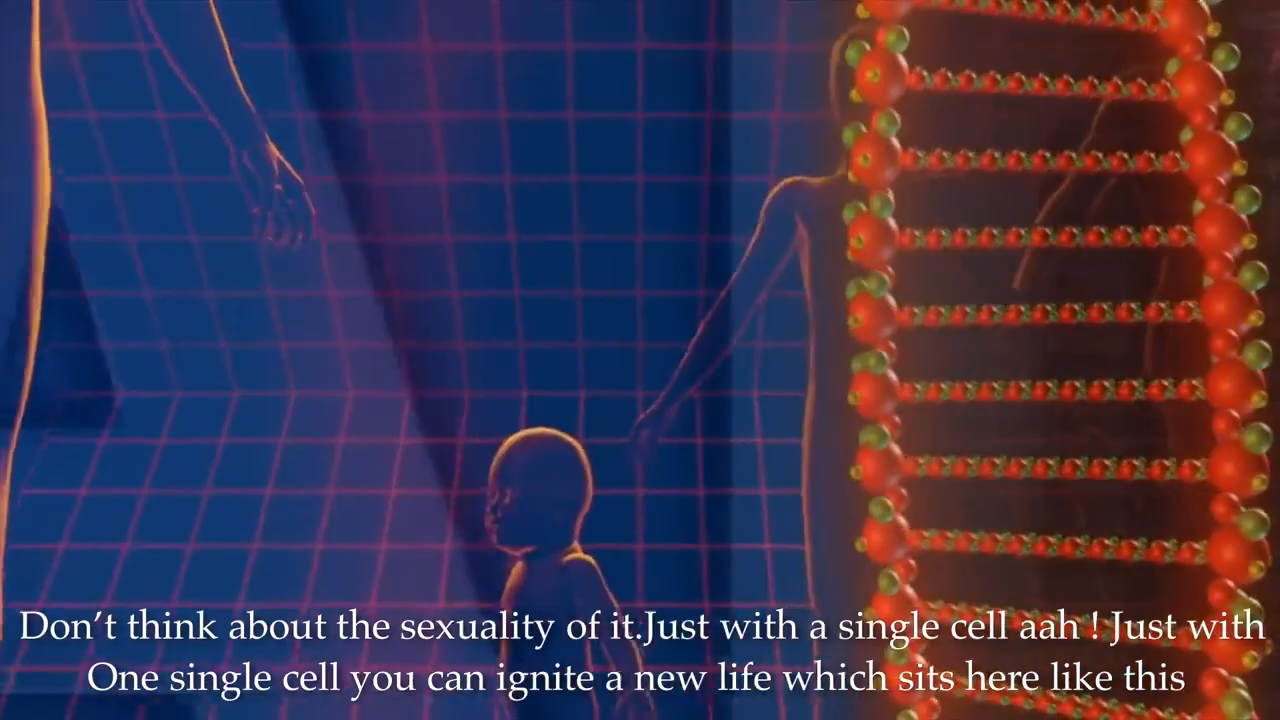 Don’t think about the sexuality of it.Just with a single cell aah ! Just with
One single cell you can ignite a new life which sits here like this